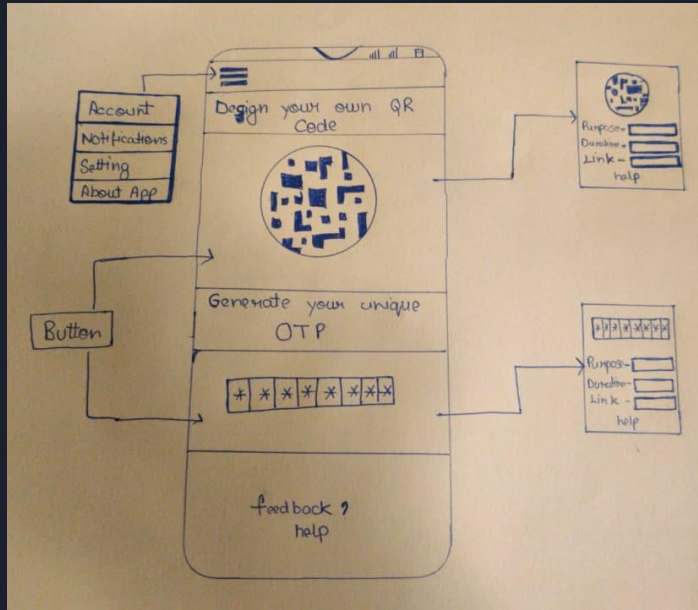 Account
Notifications
Setting
About App
Design your own QR
Code
Button
Generate your unique
OTP
* * * * * * * *
feedback ?
help
Purpose-
Duration-
Link -
help
* * * * * * * *
Purpose-
Duration-
Link -
help